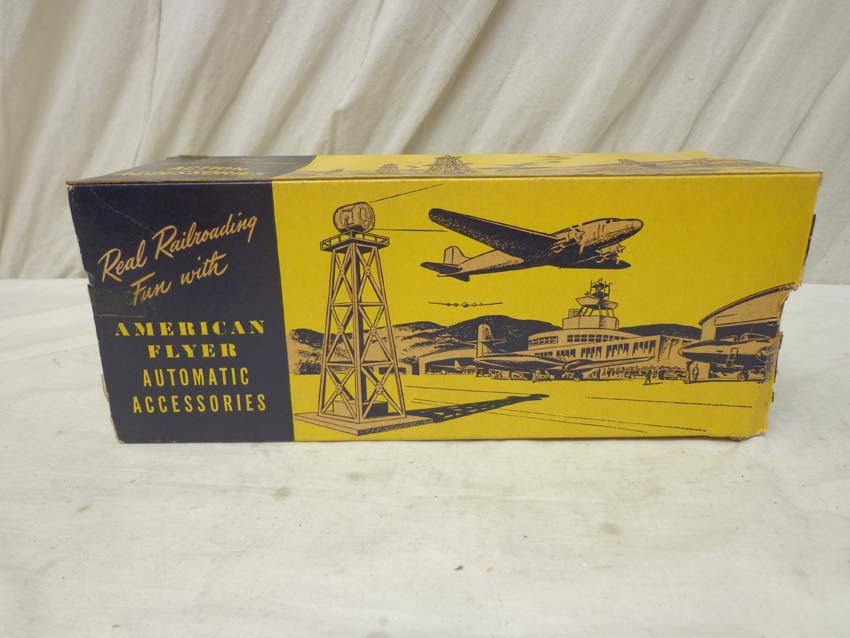 Real Railroading
Fun with
AMERICAN
FLYER
AUTOMATIC
ACCESSORIES